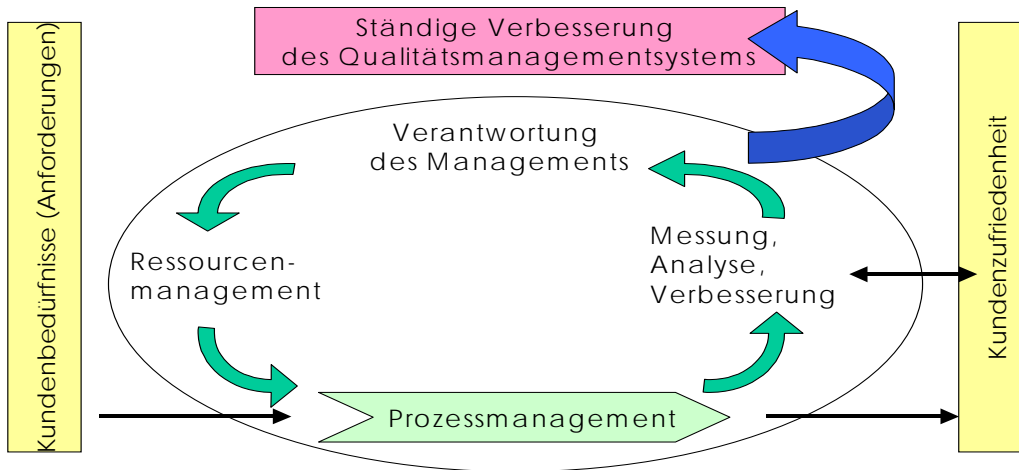 Ständige Verbesserung
des Qualitätsmanagementsystems
Kundenbedürfnisse (Anforderungen)
Verantwortung
des Managements
Ressourcen-
management
Messung,
Analyse,
Verbesserung
Prozessmanagement
Kundenzufriedenheit